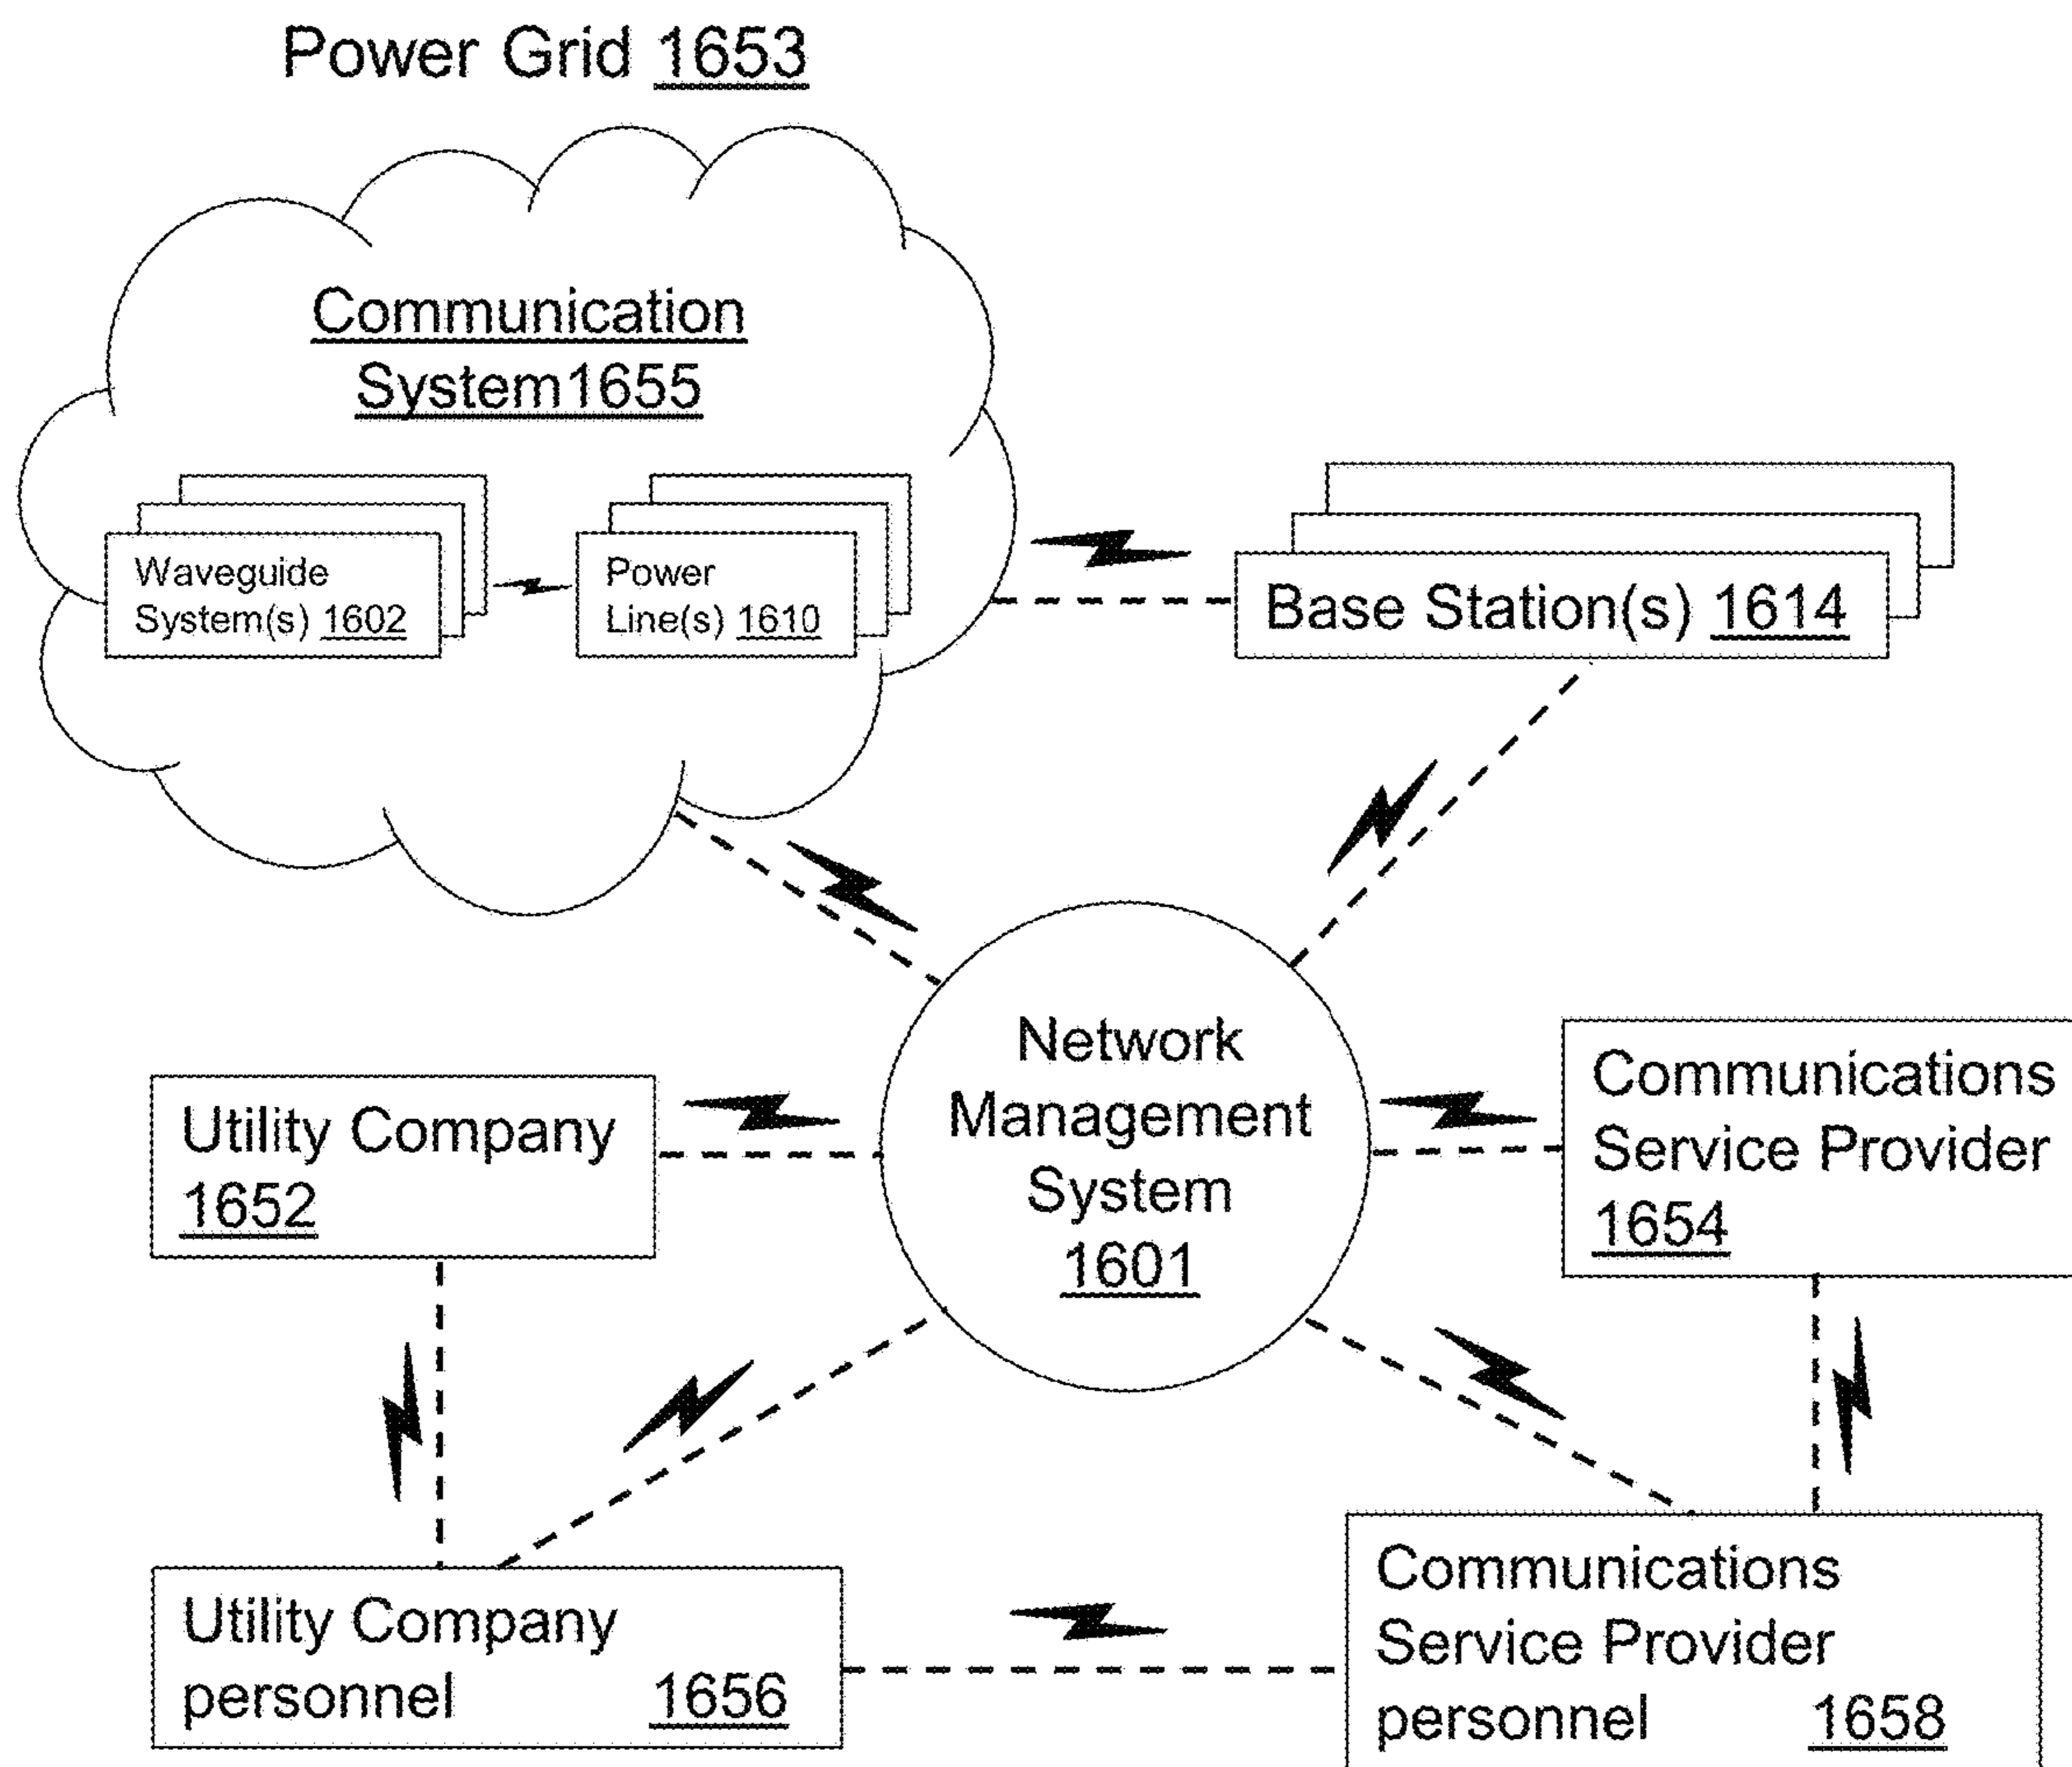 Power Grid 1653
Communication
System1655
Waveguide
System(s) 1602
Power
Line(s) 1610
Base Station(s) 1614
Network
Management
System
1601
Utility Company
1652
Communications
Service Provider
1654
Utility Company
personnel 1656
Communications
Service Provider
personnel 1658